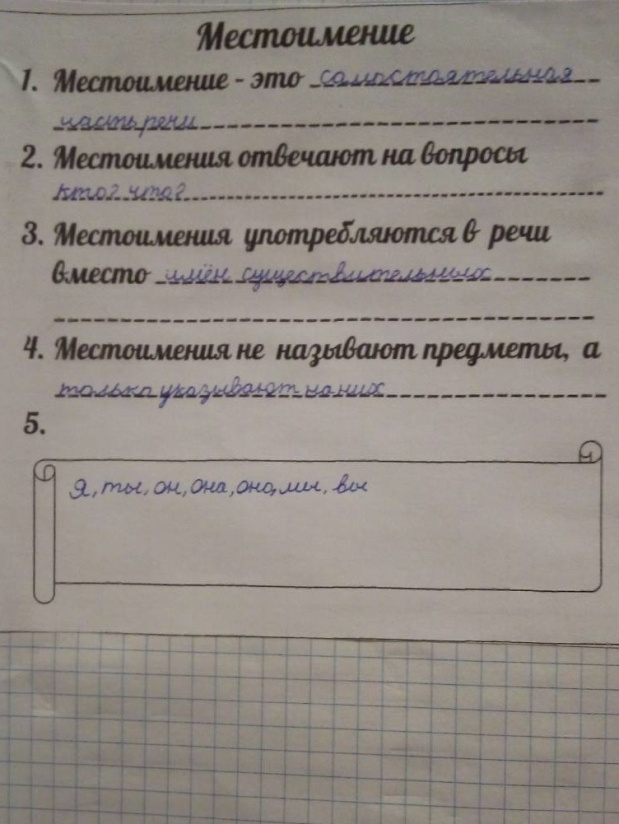 Местоимение
1. Местоимение - это самостоятельная
часть речи
2. Местоимения отвечают на вопросы
кто? что?
3. Местоимения употребляются в речи
вместо имён существительных
4. Местоимения не называют предметы, а
только указывают на них
5.
Я, ты, он, она, оно, мы, вы